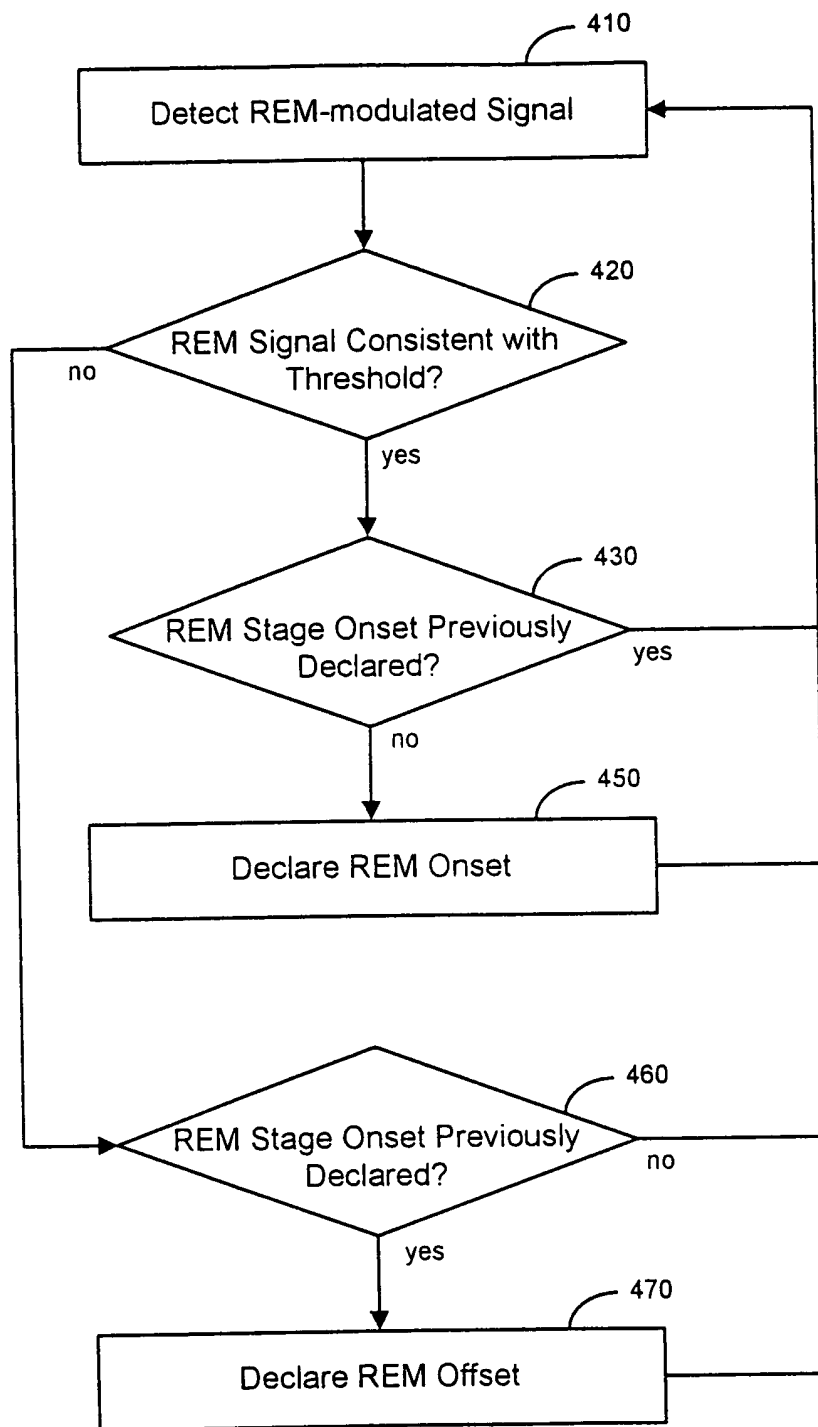 410
Detect REM-modulated Signal
420
REM Signal Consistent with
Threshold?
no
yes
430
REM Stage Onset Previously
Declared?
yes
no
450
Declare REM Onset
460
REM Stage Onset Previously
Declared?
no
yes
470
Declare REM Offset